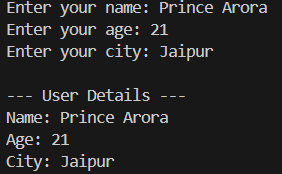 Enter your name: Prince Arora
Enter your age: 21
Enter your city: Jaipur
--- User Details ---
Name: Prince Arora
Age: 21
City: Jaipur